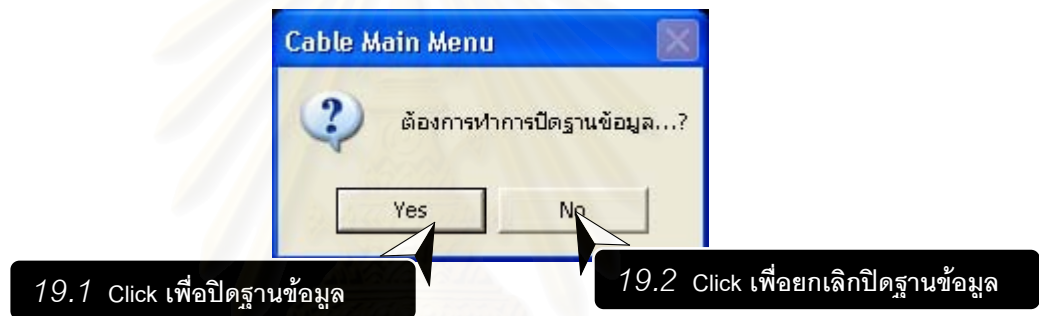 Cable Main Menu
ต้องการทำการปิดฐานข้อมูล...?
Yes No
19.1 Click เพื่อปิดฐานข้อมูล
19.2 Click เพื่อยกเลิกปิดฐานข้อมูล